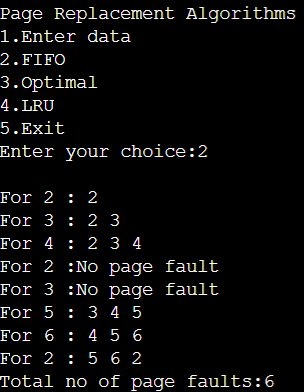 Page Replacement Algorithms
1.Enter data
2.FIFO
3.Optimal
4.LRU
5.Exit
Enter your choice:2
For 2 : 2
For 3 : 2 3
For 4 : 2 3 4
For 2 :No page fault
For 3 :No page fault
For 5 : 3 4 5
For 6 : 4 5 6
For 2 : 5 6 2
Total no of page faults:6